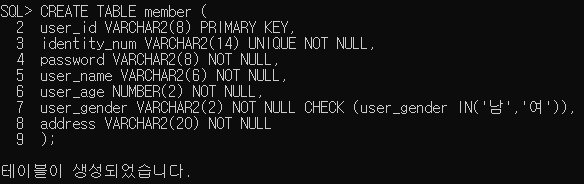 SQL> CREATE TABLE member (
  2  user_id VARCHAR2(8) PRIMARY KEY,
  3  identity_num VARCHAR2(14) UNIQUE NOT NULL,
  4  password VARCHAR2(8) NOT NULL,
  5  user_name VARCHAR2(6) NOT NULL,
  6  user_age NUMBER(2) NOT NULL,
  7  user_gender VARCHAR2(2) NOT NULL CHECK (user_gender IN('남','여')),
  8  address VARCHAR2(20) NOT NULL
  9  );
테이블이 생성되었습니다.